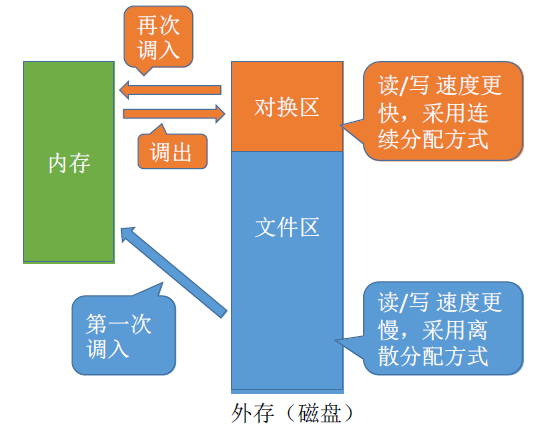 再次
调入
调出
内存
对换区
读/写 速度更
快，采用连
续分配方式
文件区
第一次
调入
读/写 速度更
慢，采用离
散分配方式
外存（磁盘）